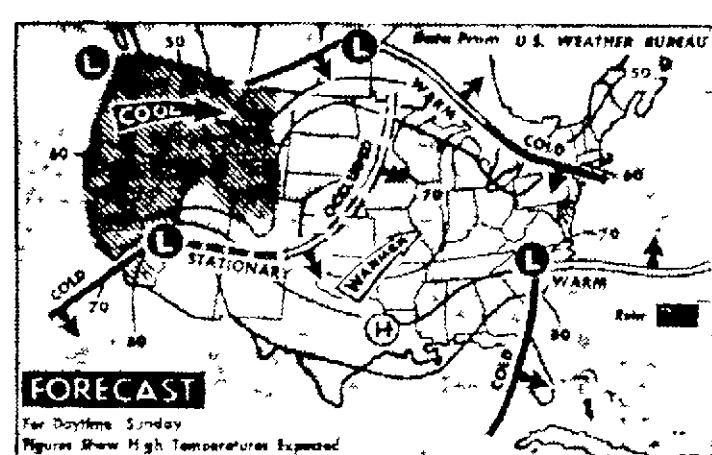 Data From U.S. WEATHER BUREAU
L
L
50
50
COOL
WARM
COLD
60
60
OCCLUDED
70
70
L
STATIONARY
WARMER
L
WARM
COLD
70
80
H
Rain
80
COLD
FORECAST
For Daytime Sunday
Figures Show High Temperatures Expected